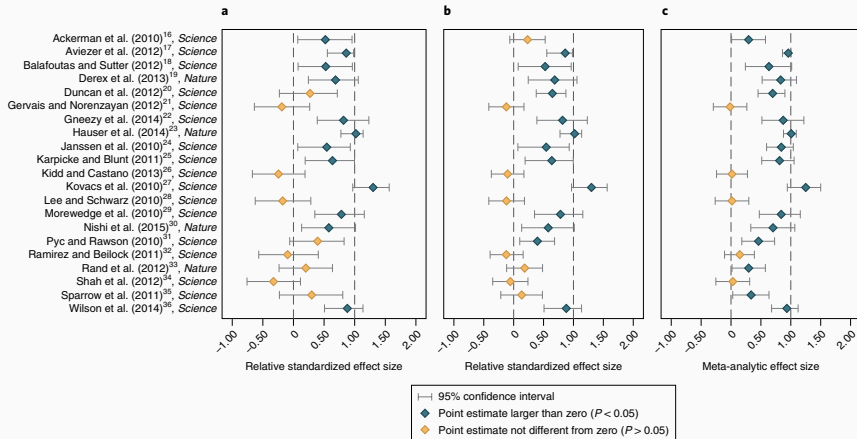 a
b
c
Ackerman et al. (2010)16, Science
Aviezer et al. (2012)17, Science
Balafoutas and Sutter (2012)18, Science
Derex et al. (2013)19, Nature
Duncan et al. (2012)20, Science
Gervais and Norenzayan (2012)21, Science
Gneezy et al. (2014)22, Science
Hauser et al. (2014)23, Nature
Janssen et al. (2010)24, Science
Karpicke and Blunt (2011)25, Science
Kidd and Castano (2013)26, Science
Kovacs et al. (2010)27, Science
Lee and Schwarz (2010)28, Science
Morewedge et al. (2010)29, Science
Nishi et al. (2015)30, Nature
Pyc and Rawson (2010)31, Science
Ramirez and Beilock (2011)32, Science
Rand et al. (2012)33, Nature
Shah et al. (2012)34, Science
Sparrow et al. (2011)35, Science
Wilson et al. (2014)36, Science
-1.00 -0.50 0 0.50 1.00 1.50 2.00
-1.00 -0.50 0 0.50 1.00 1.50 2.00
-1.00 -0.50 0 0.50 1.00 1.50 2.00
Relative standardized effect size
Relative standardized effect size
Meta-analytic effect size
95% confidence interval
Point estimate larger than zero (P < 0.05)
Point estimate not different from zero (P > 0.05)